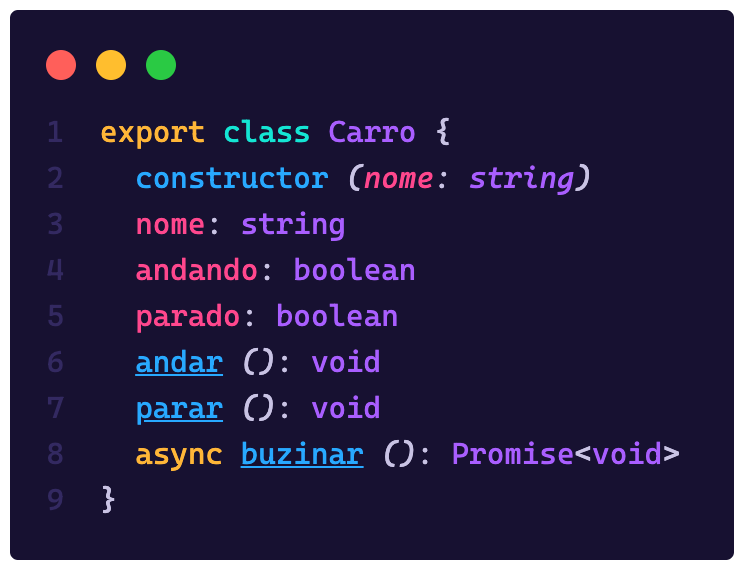 1 export class Carro {
2 constructor (nome: string)
3 nome: string
4 andando: boolean
5 parado: boolean
6 andar (): void
7 parar (): void
8 async buzinar (): Promise<void>
9 }